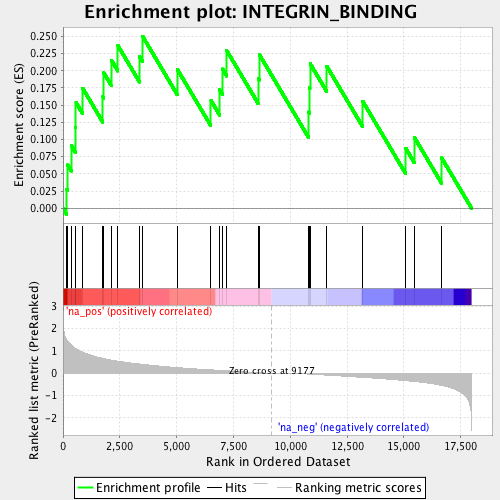 Enrichment plot: INTEGRIN_BINDING
Enrichment score (ES)
0.250
0.225
0.200
0.175
0.150
0.125
0.100
0.075
0.050
0.025
0.000
'na_pos' (positively correlated)
Ranked list metric (PreRanked)
3
2
1
0
-1
-2
Zero cross at 9177
'na_neg' (negatively correlated)
0
2,500
5,000
7,500
10,000
12,500
15,000
17,500
Rank in Ordered Dataset
Enrichment profile
Hits
Ranking metric scores